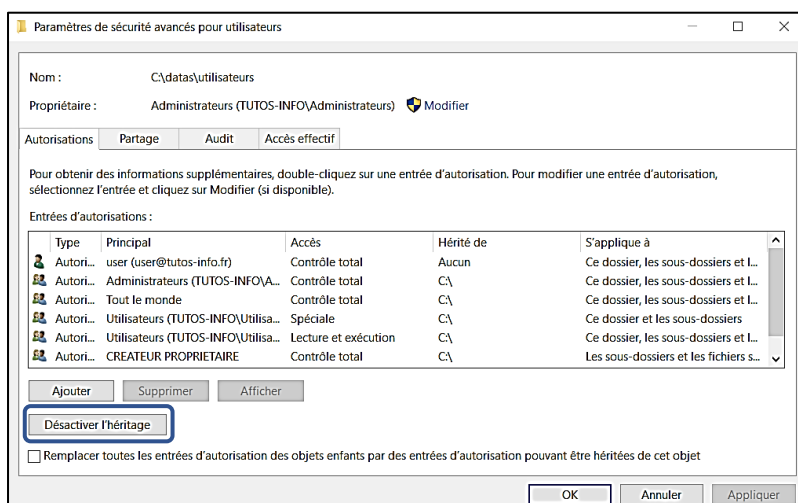 Paramètres de sécurité avancés pour utilisateurs
Nom : C:\datas\utilisateurs
Propriétaire : Administrateurs (TUTOS-INFO\Administrateurs) Modifier
Autorisations Partage Audit Accès effectif
Pour obtenir des informations supplémentaires, double-cliquez sur une entrée d'autorisation. Pour modifier une entrée d'autorisation,
sélectionnez l'entrée et cliquez sur Modifier (si disponible).
Entrées d'autorisations :
Type Principal Accès Hérité de S'applique à
Autori... user (user@tutos-info.fr) Contrôle total Aucun Ce dossier, les sous-dossiers et l...
Autori... Administrateurs (TUTOS-INFO\A... Contrôle total C:\ Ce dossier, les sous-dossiers et l...
Autori... Tout le monde Contrôle total C:\ Ce dossier, les sous-dossiers et l...
Autori... Utilisateurs (TUTOS-INFO\Utilisa... Spéciale C:\ Ce dossier et les sous-dossiers
Autori... Utilisateurs (TUTOS-INFO\Utilisa... Lecture et exécution C:\ Ce dossier, les sous-dossiers et l...
Autori... CREATEUR PROPRIETAIRE Contrôle total C:\ Les sous-dossiers et les fichiers s...
Ajouter Supprimer Afficher
Désactiver l'héritage
Remplacer toutes les entrées d'autorisation des objets enfants par des entrées d'autorisation pouvant être héritées de cet objet
OK Annuler Appliquer